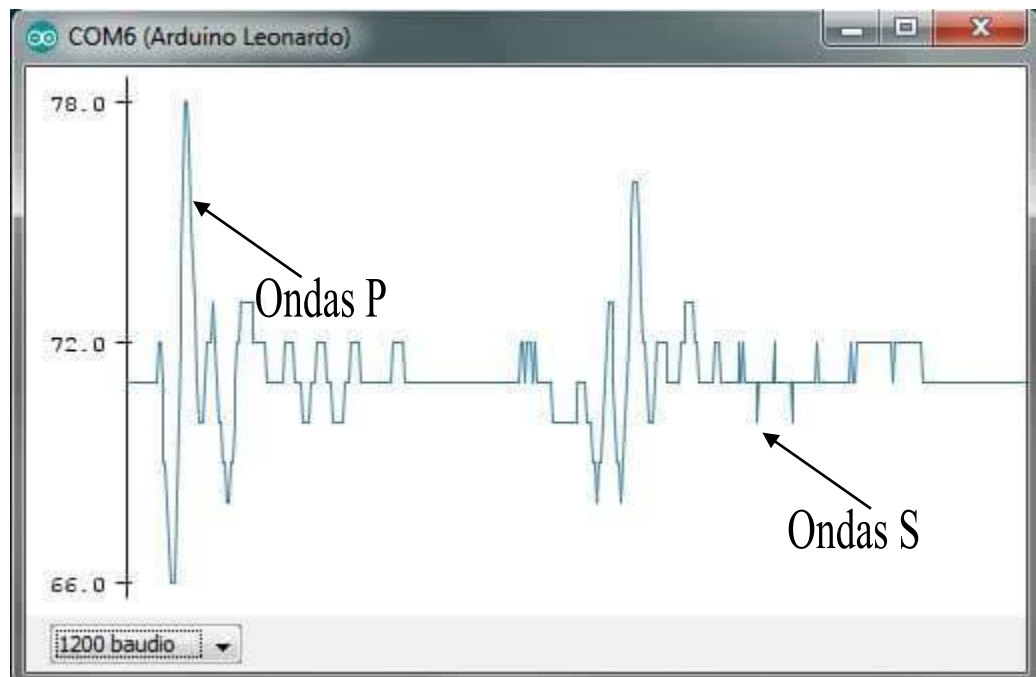 COM6 (Arduino Leonardo)
78.0
Ondas P
72.0
Ondas S
66.0
1200 baudio